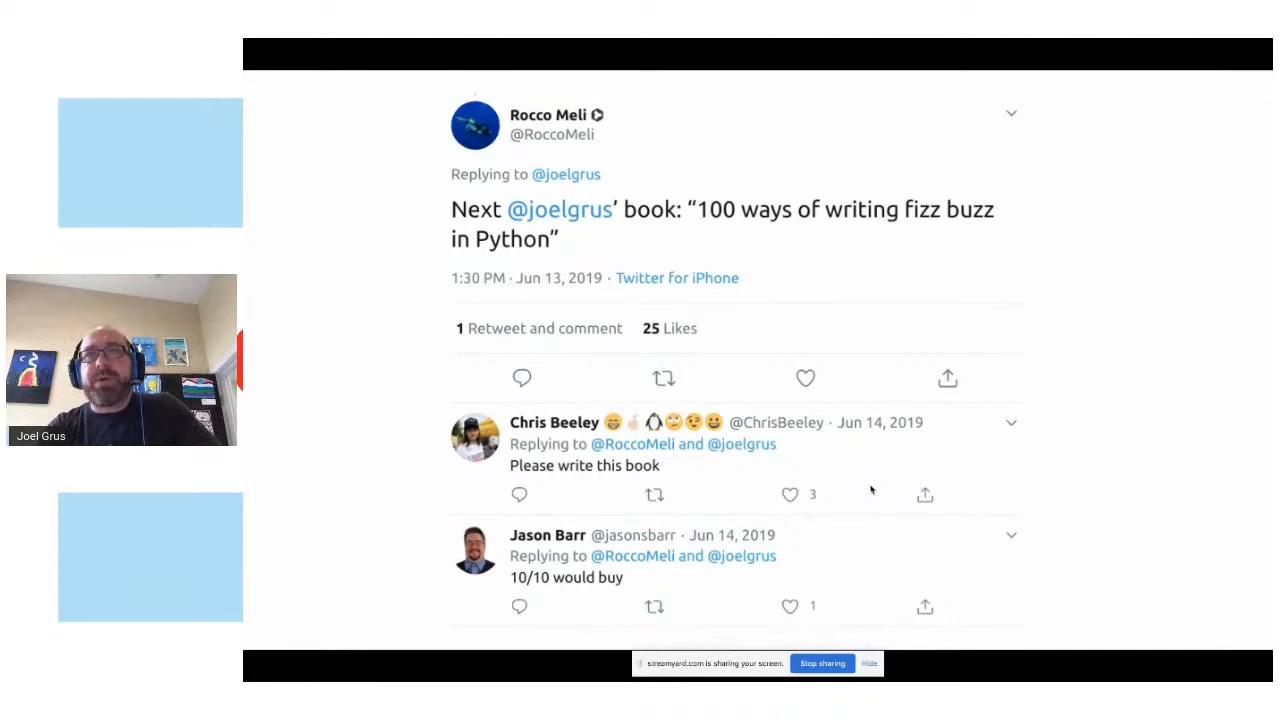 Rocco Meli
@RoccoMeli
Replying to @joelgrus
Next @joelgrus’ book: “100 ways of writing fizz buzz
in Python”
1:30 PM · Jun 13, 2019 · Twitter for iPhone
1 Retweet and comment 25 Likes
Chris Beeley 😁🤞🏻🐧🙄😉😀 @ChrisBeeley · Jun 14, 2019
Replying to @RoccoMeli and @joelgrus
Please write this book
3
Jason Barr @jasonsbarr · Jun 14, 2019
Replying to @RoccoMeli and @joelgrus
10/10 would buy
1
Joel Grus
streamyard.com is sharing your screen. Stop sharing Hide